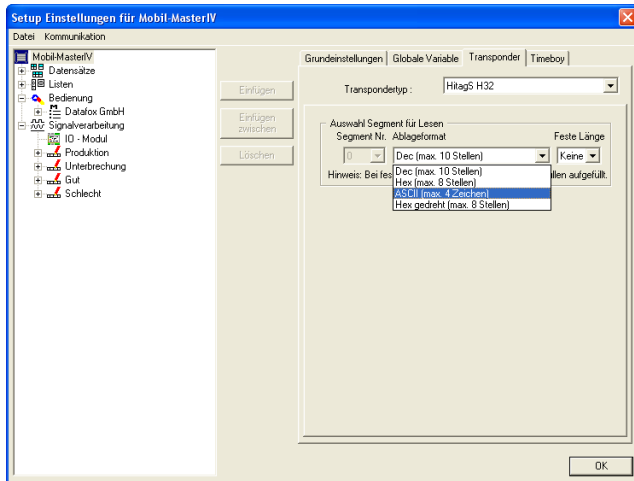 Setup Einstellungen für Mobil-MasterIV
Datei Kommunikation
Mobil-MasterIV
Datensätze
Listen
Bedienung
Datafox GmbH
Signalverarbeitung
IO - Modul
Produktion
Unterbrechung
Gut
Schlecht
Einfügen
Einfügen
zwischen
Löschen
Grundeinstellungen Globale Variable Transponder Timeboy
Transpondertyp : HitagS H32
Auswahl Segment für Lesen
Segment Nr. Ablageformat Feste Länge
0 Dec (max. 10 Stellen) Keine
Dec (max. 10 Stellen)
Hex (max. 8 Stellen)
Hinweis: Bei fes llen aufgefüllt.
ASCII (max. 4 Zeichen)
Hex gedreht (max. 8 Stellen)
OK